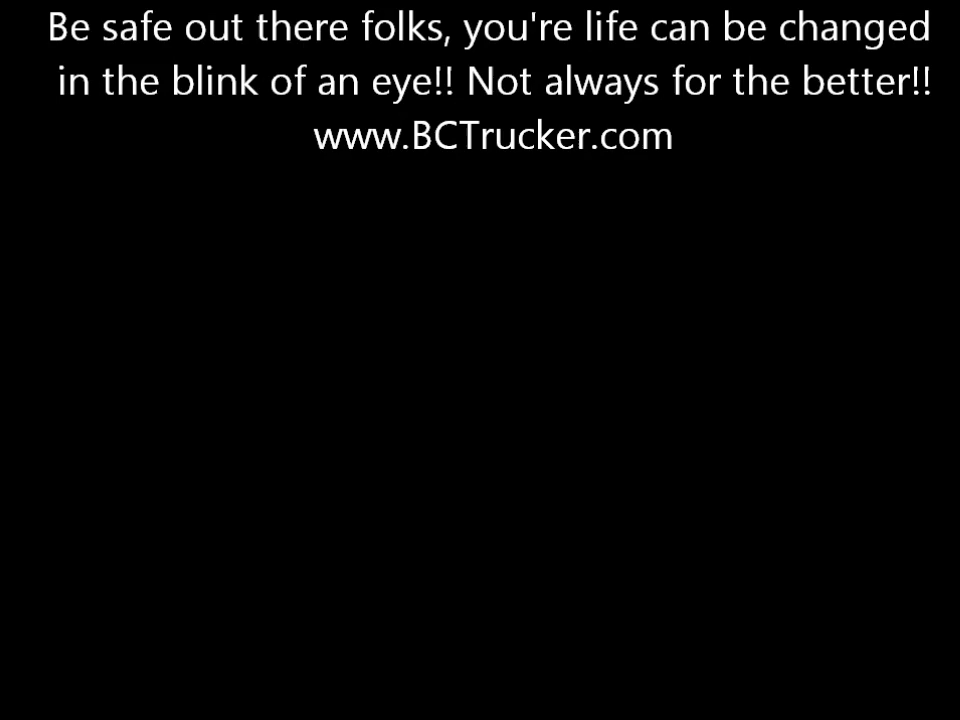 Be safe out there folks, you're life can be changed
in the blink of an eye!! Not always for the better!!
www.BCTrucker.com